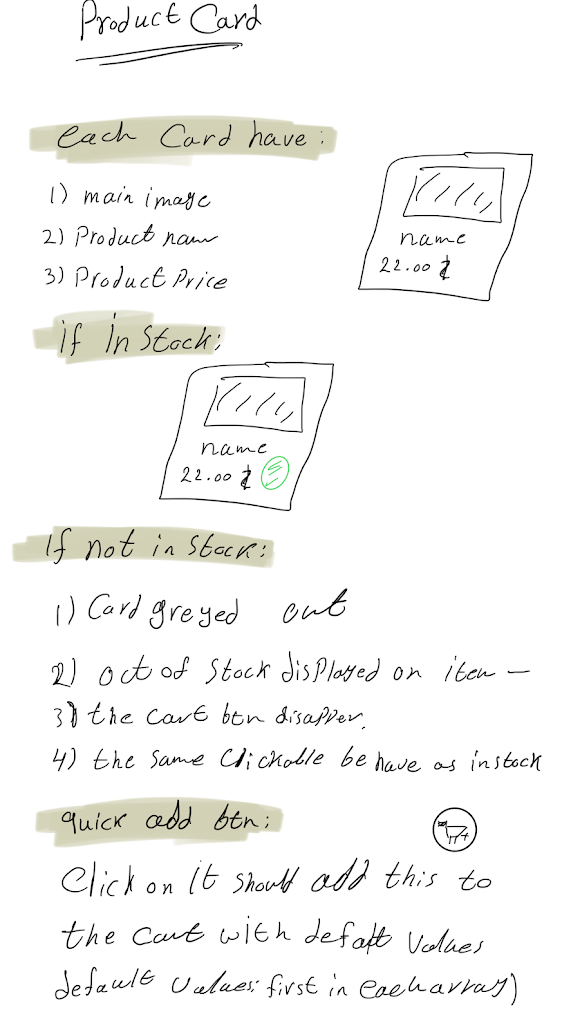 Product Card
each Card have:
1) main image
2) Product nam
3) Product Price
name
22.00
if in Stock:
name
22.00
If not in stock:
1) Card greyed out
2) out of stock displayed on item -
3) the cart btn disapper.
4) the same Clickable behave as instock
quick add btn:
Click on it should add this to
the cart with defalt values
default values: first in each array)